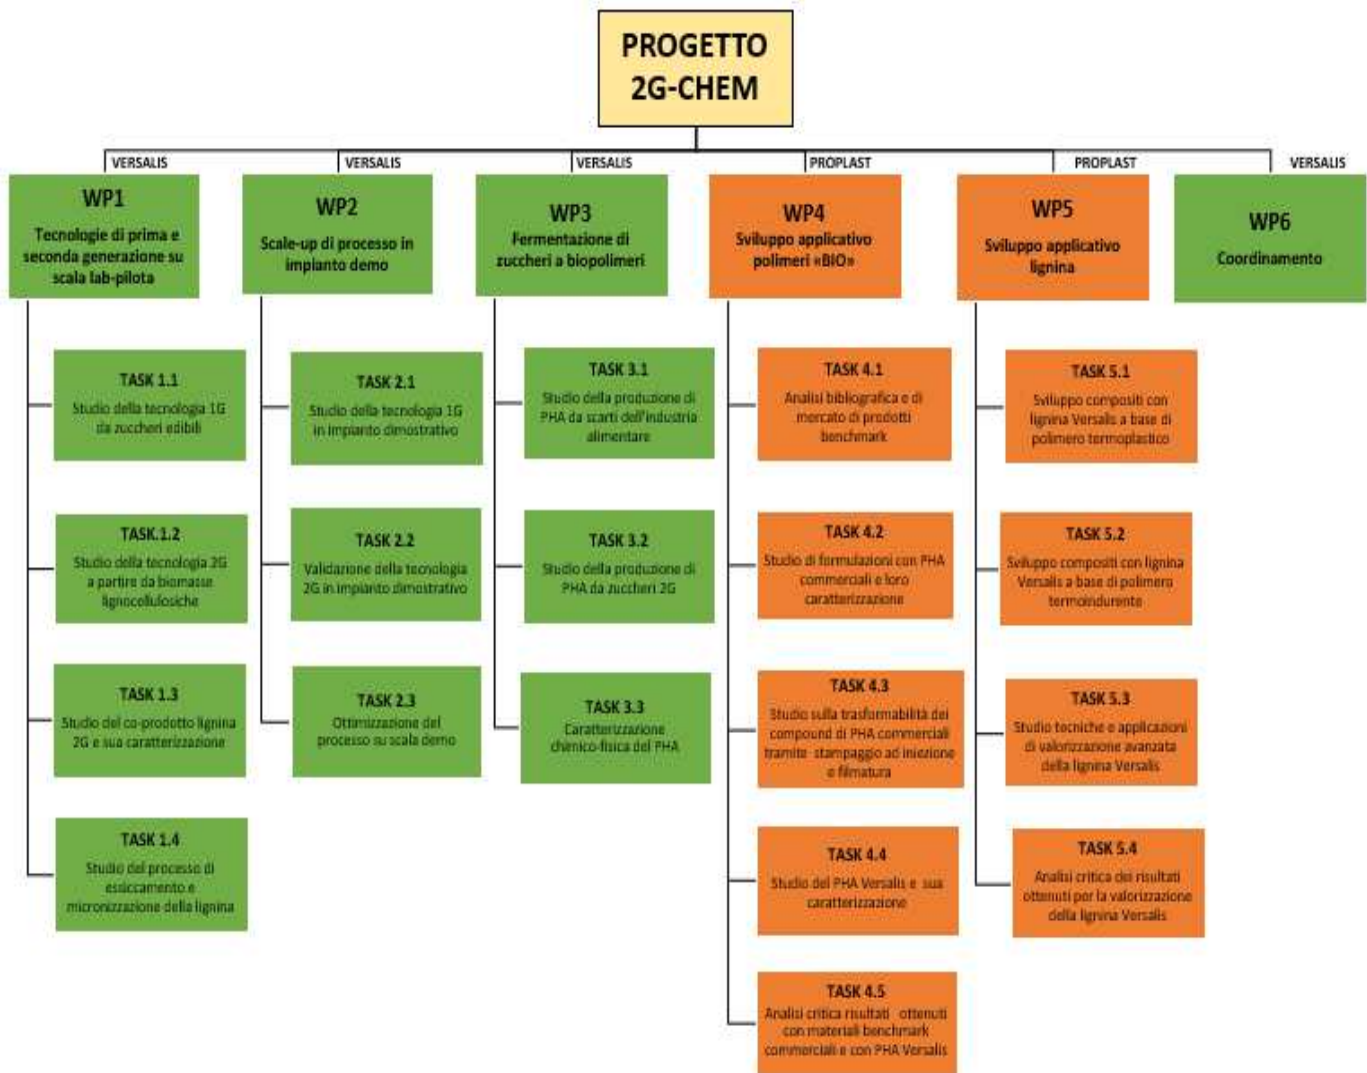 PROGETTO
2G-CHEM
VERSALIS
VERSALIS
VERSALIS
PROPLAST
PROPLAST
VERSALIS
WP1
Tecnologie di prima e
seconda generazione su
scala lab-pilota
WP2
Scale-up di processo in
impianto demo
WP3
Fermentazione di
zuccheri a biopolimeri
WP4
Sviluppo applicativo
polimeri «BIO»
WP5
Sviluppo applicativo
lignina
WP6
Coordinamento
TASK 1.1
Studio della tecnologia 1G
da zuccheri edibili
TASK.1.2
Studio della tecnologia 2G
a partire da biomasse
lignocellulosiche
TASK 1.3
Studio del co-prodotto lignina
2G e sua caratterizzazione
TASK 1.4
Studio del processo di
essiccamento e
micronizzazione della lignina
TASK 2.1
Studio della tecnologia 1G
in impianto dimostrativo
TASK 2.2
Validazione della tecnologia
2G in impianto dimostrativo
TASK 2.3
Ottimizzazione del
processo su scala demo
TASK 3.1
Studio della produzione di
PHA da scarti dell'industria
alimentare
TASK 3.2
Studio della produzione di
PHA da zuccheri 2G
TASK 3.3
Caratterizzazione
chimico-fisica del PHA
TASK 4.1
Analisi bibliografica e di
mercato di prodotti
benchmark
TASK 4.2
Studio di formulazioni con PHA
commerciali e loro
caratterizzazione
TASK 4.3
Studio sulla trasformabilità dei
compound di PHA commerciali
tramite stampaggio ad iniezione
e filmatura
TASK 4.4
Studio del PHA Versalis e sua
caratterizzazione
TASK 4.5
Analisi critica risultati ottenuti
con materiali benchmark
commerciali e con PHA Versalis
TASK 5.1
Sviluppo compositi con
lignina Versalis a base di
polimero termoplastico
TASK 5.2
Sviluppo compositi con lignina
Versalis a base di polimero
termoindurente
TASK 5.3
Studio tecniche e applicazioni
di valorizzazione avanzata
della lignina Versalis
TASK 5.4
Analisi critica dei risultati
ottenuti per la valorizzazione
della lignina Versalis